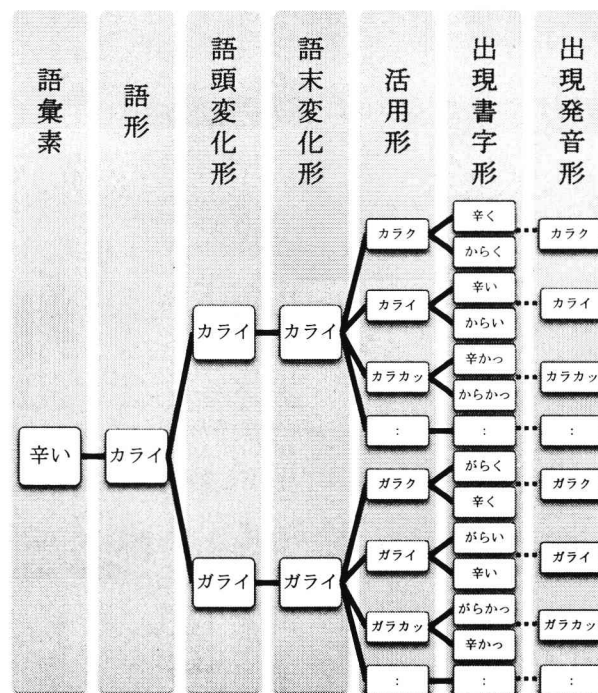 語彙素
語形
語頭変化形
語末変化形
活用形
出現書字形
出現発音形
辛い
カライ
カライ
カライ
カラク
辛く
からく
カラク
カライ
辛い
からい
カライ
カラカッ
辛かっ
からかっ
カラカッ
:
:
:
ガライ
ガライ
ガラク
がらく
辛く
ガラク
ガライ
がらい
辛い
ガライ
ガラカッ
がらかっ
辛かっ
ガラカッ
:
:
: